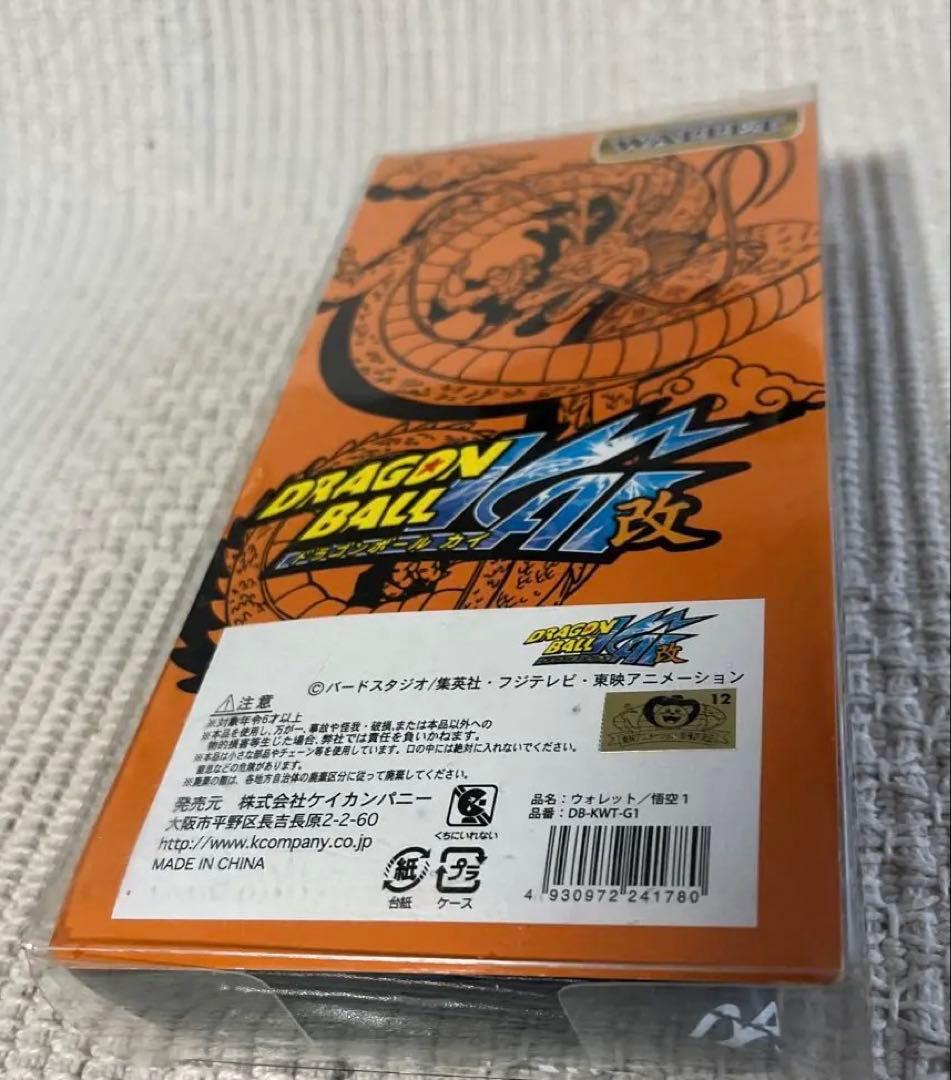 DRAGON
BALL
KAI
改
ドラゴンボール カイ
DRAGON
BALL
KAI
改
©バードスタジオ/集英社・フジテレビ・東映アニメーション
⚠注意
12
※対象年令6才以上
※本品を使用し、万が一、事故や怪我・破損、または本品以外への
物的損害等生じた場合、弊社では責任を負いかねます。
※本品は小さな部品やチェーン等を使用しています。口の中には絶対に入れないでください。
窒息などの危険があります。
※廃棄の際は、各地方自治体の廃棄区分に従って廃棄してください。
発売元 株式会社ケイカンパニー
大阪市平野区長吉長原2-2-60
http://www.kcompany.co.jp
MADE IN CHINA
くちにいれない
紙
台紙
プラ
ケース
品名：ウォレット／悟空1
品番：DB-KWT-G1
4 930972 241780